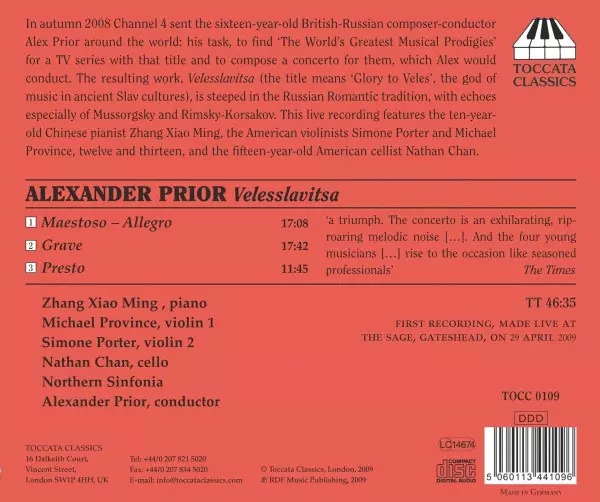 In autumn 2008 Channel 4 sent the sixteen-year-old British-Russian composer-conductor
Alex Prior around the world: his task, to find ‘The World’s Greatest Musical Prodigies’
for a TV series with that title and to compose a concerto for them, which Alex would
conduct. The resulting work, Velesslavitsa (the title means ‘Glory to Veles’, the god of
music in ancient Slav cultures), is steeped in the Russian Romantic tradition, with echoes
especially of Mussorgsky and Rimsky-Korsakov. This live recording features the ten-year-
old Chinese pianist Zhang Xiao Ming, the American violinists Simone Porter and Michael
Province, twelve and thirteen, and the fifteen-year-old American cellist Nathan Chan.
TOCCATA
CLASSICS
ALEXANDER PRIOR Velesslavitsa
1 Maestoso – Allegro 17:08
2 Grave 17:42
3 Presto 11:45
‘a triumph. The concerto is an exhilarating, rip-
roaring melodic noise […]. And the four young
musicians […] rise to the occasion like seasoned
professionals’ The Times
Zhang Xiao Ming , piano
Michael Province, violin 1
Simone Porter, violin 2
Nathan Chan, cello
Northern Sinfonia
Alexander Prior, conductor
TT 46:35
FIRST RECORDING, MADE LIVE AT
THE SAGE, GATESHEAD, ON 29 APRIL 2009
TOCC 0109
DDD
TOCCATA CLASSICS
16 Dalkeith Court,
Vincent Street,
London SW1P 4HH, UK
Tel: +44/0 207 821 5020
Fax: +44/0 207 834 5020
E-mail: info@toccataclassics.com
℗ Toccata Classics, London, 2009
© RDF Music Publishing, 2009
LC14674
COMPACT
disc
DIGITAL AUDIO
5 060113 441096
MADE IN GERMANY